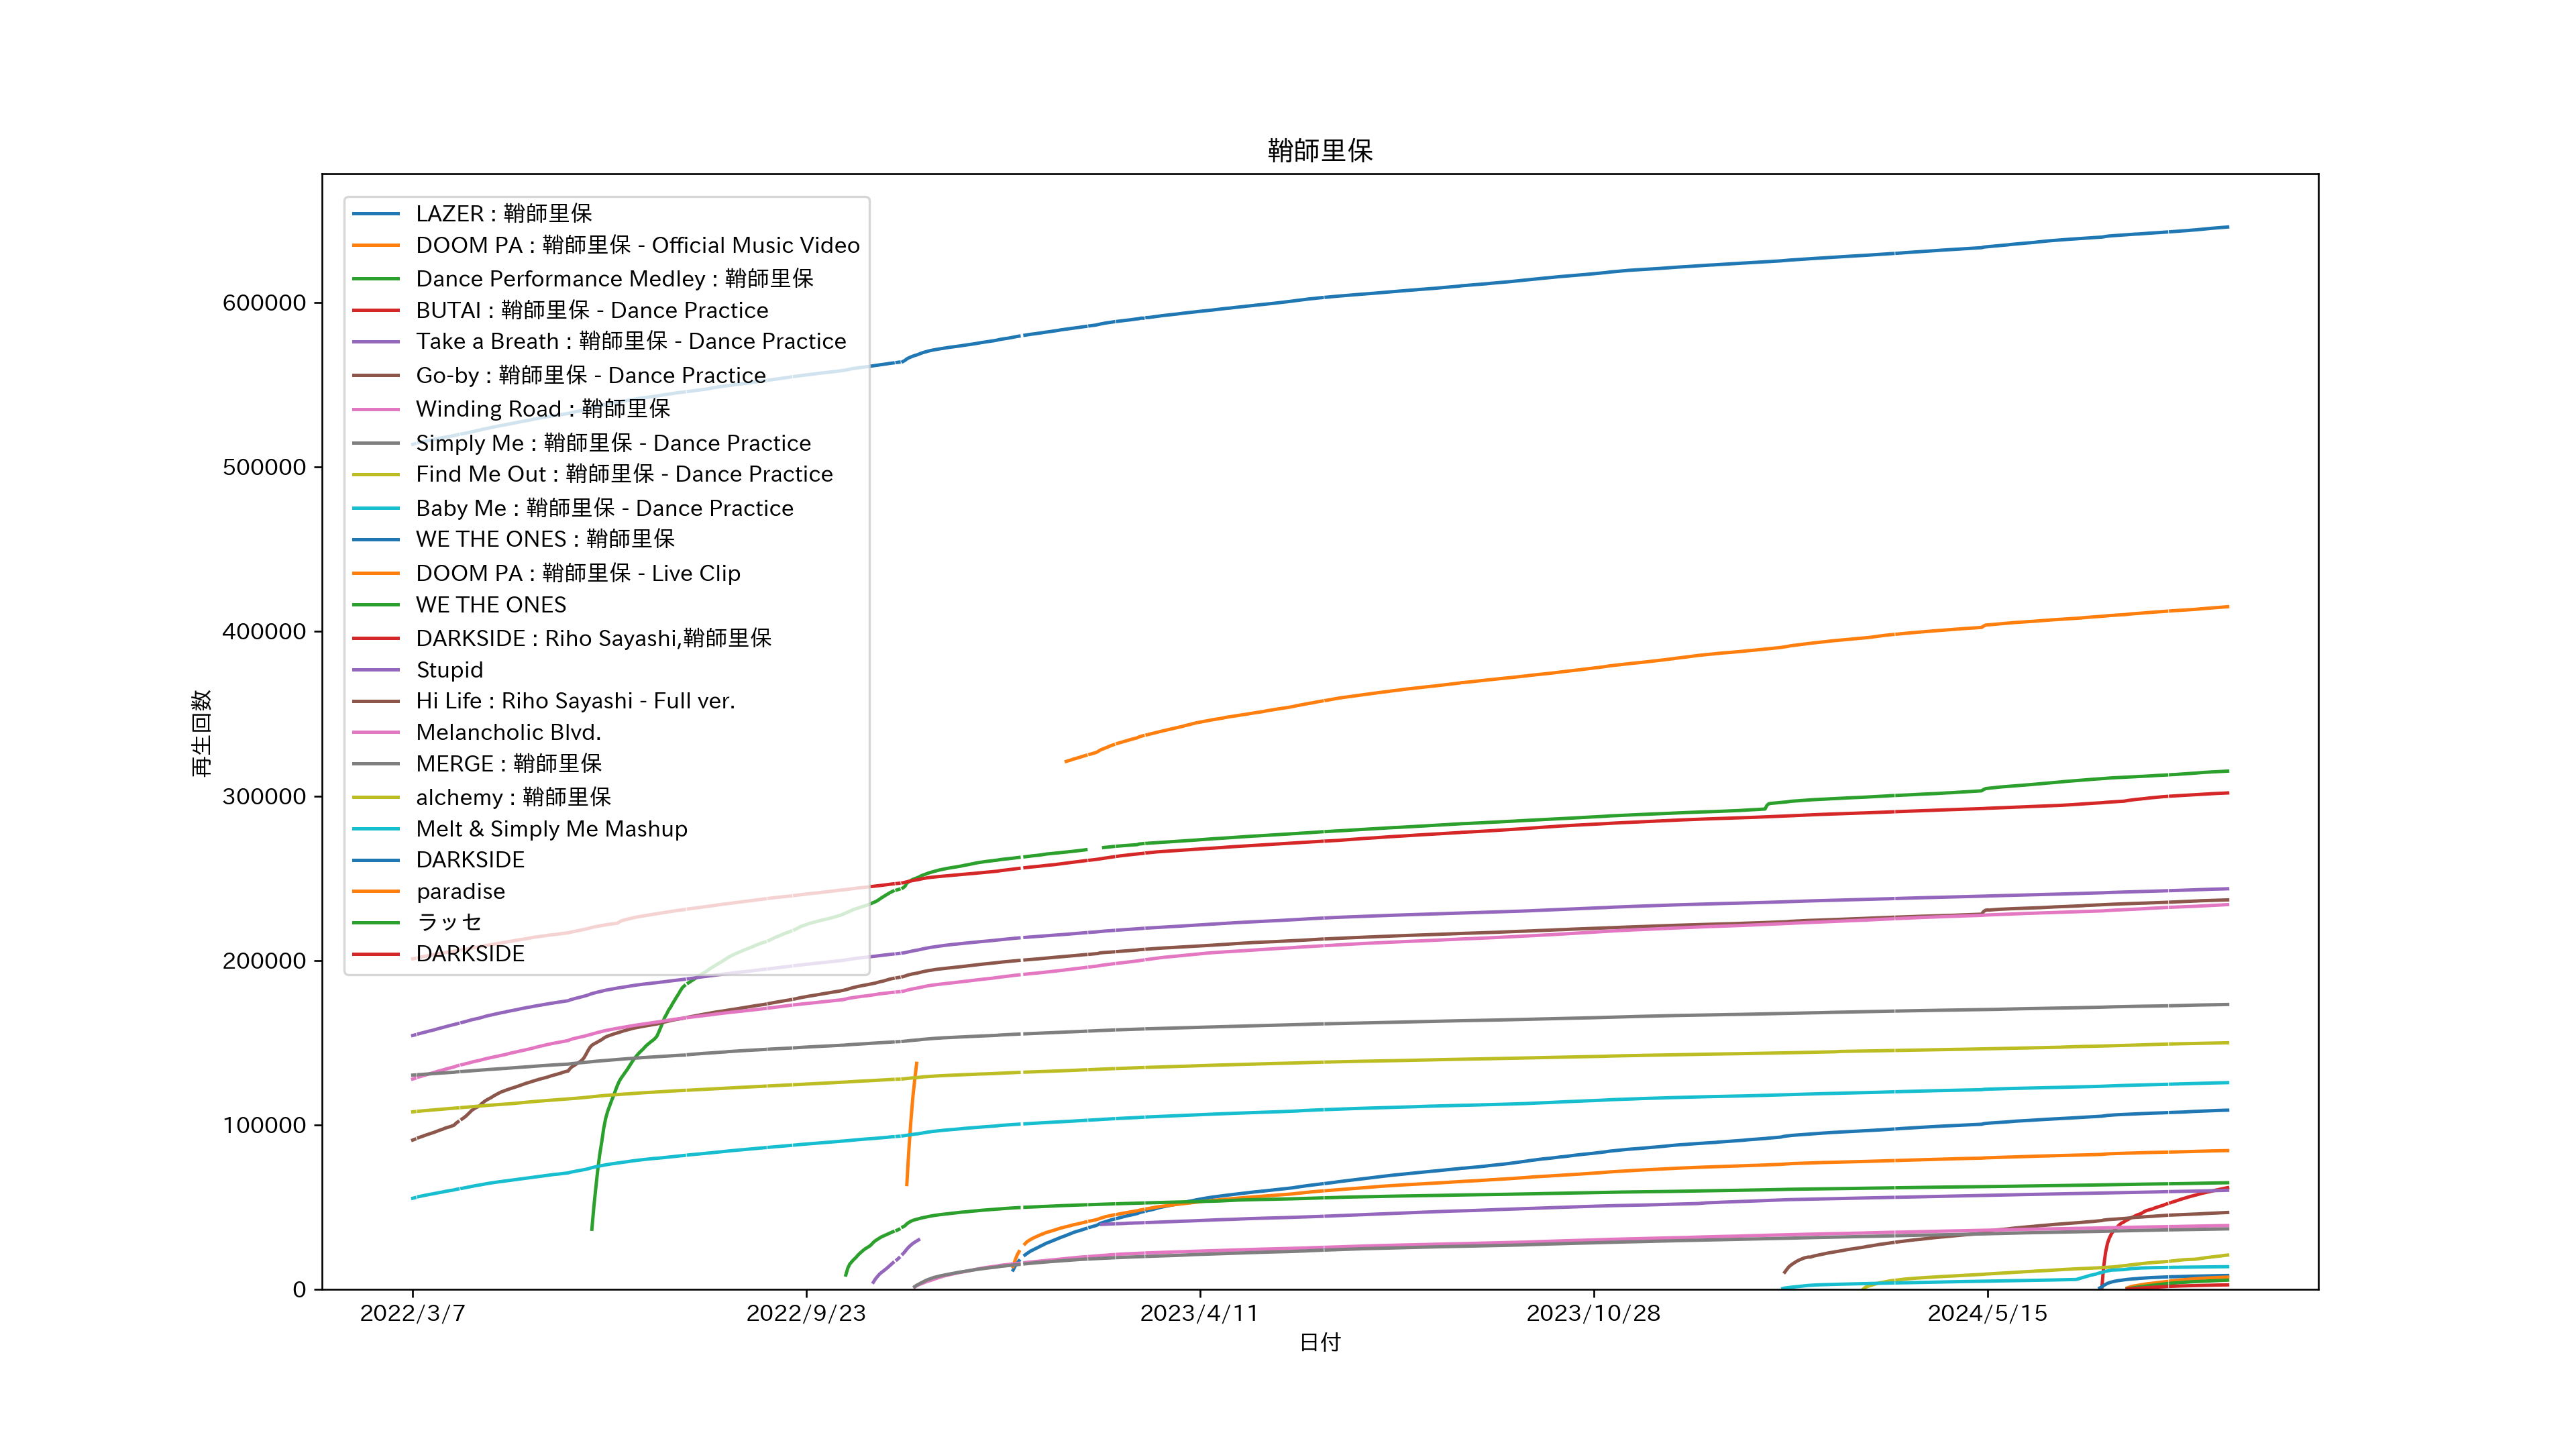 鞘師里保
LAZER : 鞘師里保
DOOM PA : 鞘師里保 - Official Music Video
Dance Performance Medley : 鞘師里保
BUTAI : 鞘師里保 - Dance Practice
Take a Breath : 鞘師里保 - Dance Practice
Go-by : 鞘師里保 - Dance Practice
Winding Road : 鞘師里保
Simply Me : 鞘師里保 - Dance Practice
Find Me Out : 鞘師里保 - Dance Practice
Baby Me : 鞘師里保 - Dance Practice
WE THE ONES : 鞘師里保
DOOM PA : 鞘師里保 - Live Clip
WE THE ONES
DARKSIDE : Riho Sayashi,鞘師里保
Stupid
Hi Life : Riho Sayashi - Full ver.
Melancholic Blvd.
MERGE : 鞘師里保
alchemy : 鞘師里保
Melt & Simply Me Mashup
DARKSIDE
paradise
ラッセ
DARKSIDE
再生回数
600000
500000
400000
300000
200000
100000
0
2022/3/7
2022/9/23
2023/4/11
2023/10/28
2024/5/15
日付